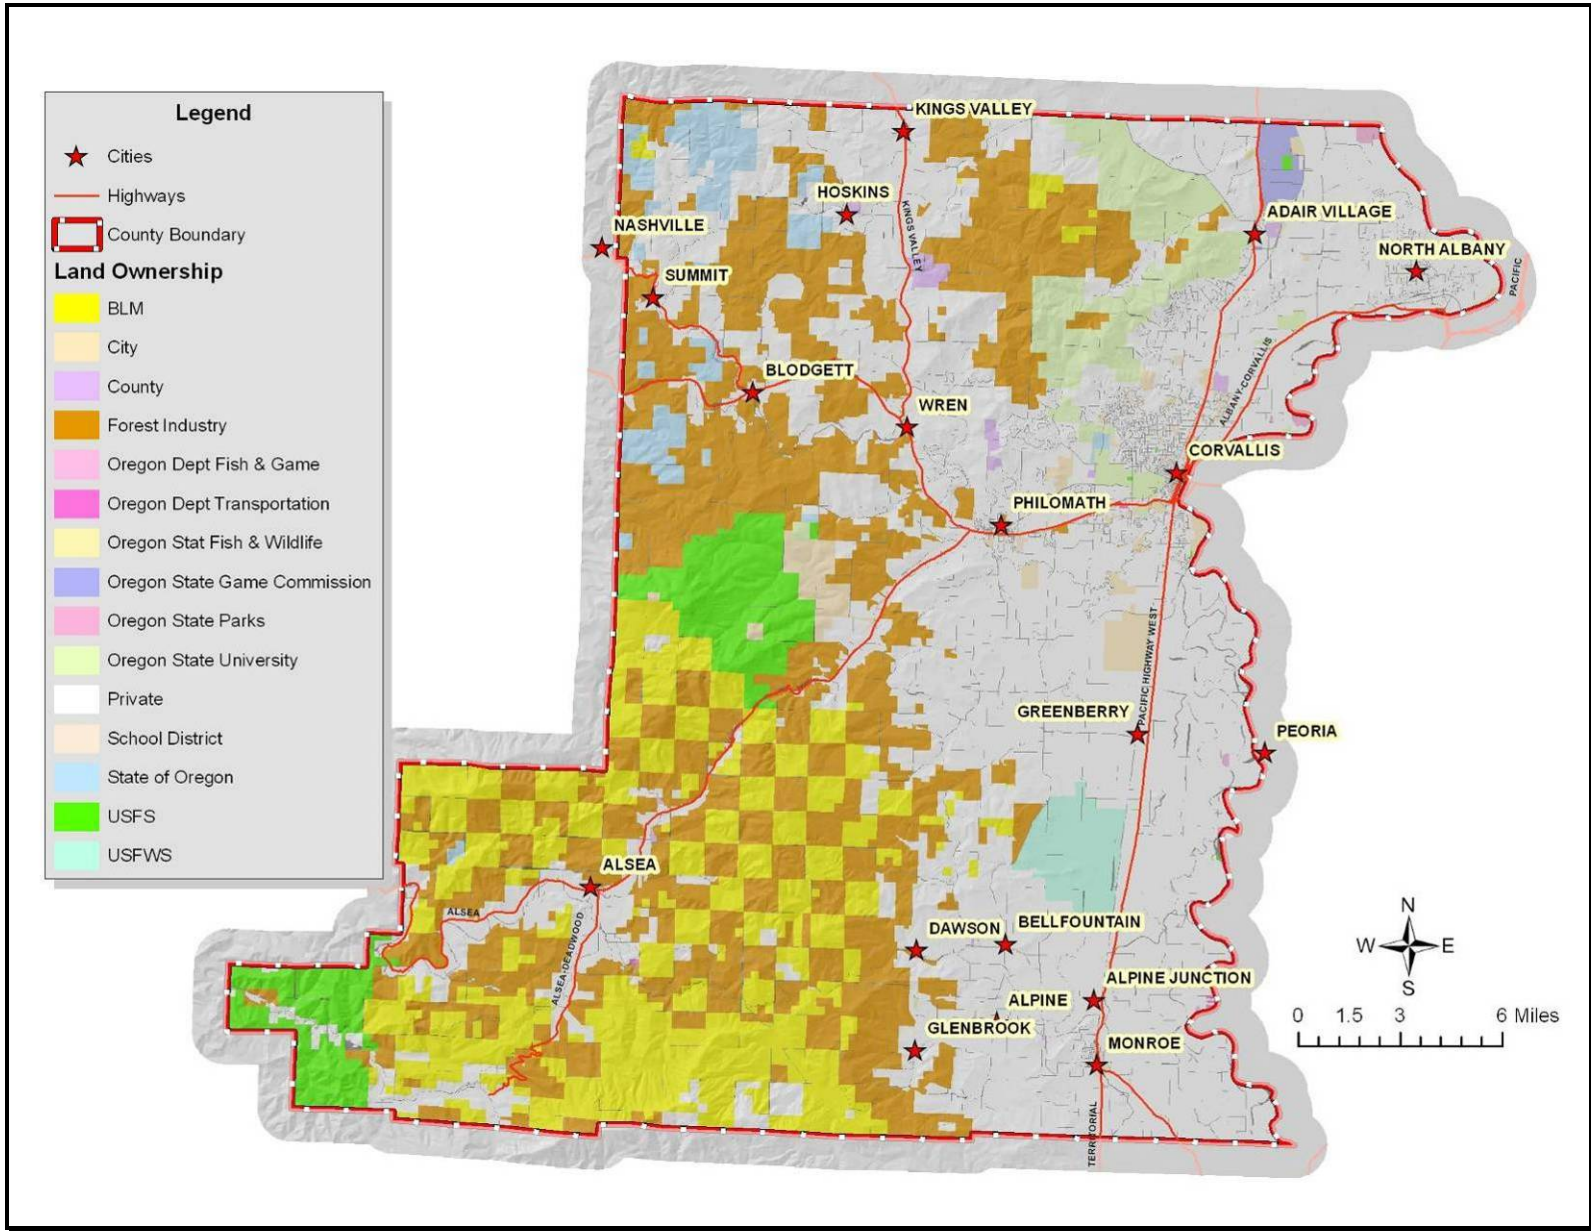 Legend
Cities
Highways
County Boundary
Land Ownership
BLM
City
County
Forest Industry
Oregon Dept Fish & Game
Oregon Dept Transportation
Oregon Stat Fish & Wildlife
Oregon State Game Commission
Oregon State Parks
Oregon State University
Private
School District
State of Oregon
USFS
USFWS
KINGS VALLEY
HOSKINS
KINGS VALLEY
NASHVILLE
SUMMIT
ADAIR VILLAGE
NORTH ALBANY
PACIFIC
BLODGETT
WREN
ALBANY-CORVALLIS
CORVALLIS
PHILOMATH
PACIFIC HIGHWAY WEST
GREENBERRY
PEORIA
ALSEA
ALSEA
ALSEA-DEADWOOD
DAWSON
BELLFOUNTAIN
ALPINE JUNCTION
ALPINE
GLENBROOK
MONROE
TERRITORIAL
N
W
E
S
0 1.5 3 6 Miles